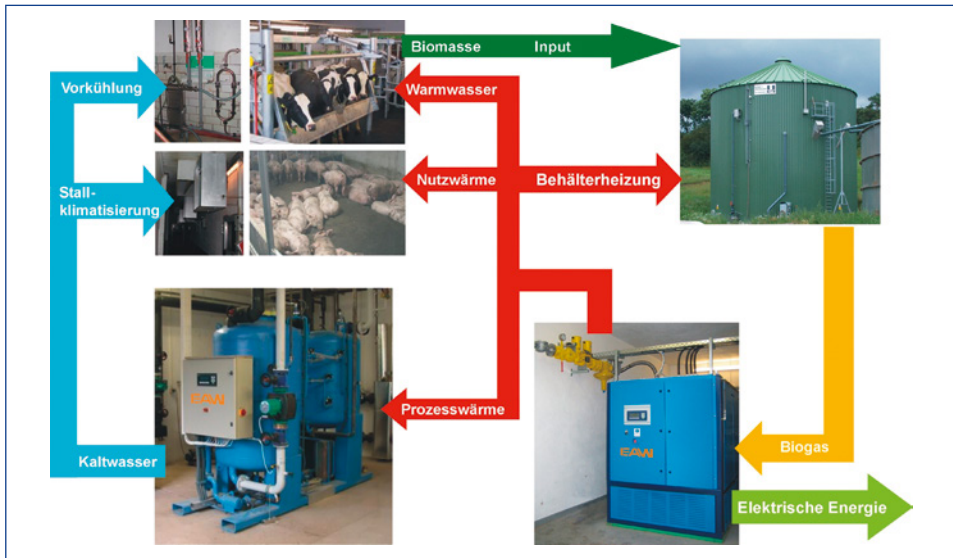 Biomasse Input
Vorkühlung
Warmwasser
Nutzwärme
Behälterheizung
Stall-
klimatisierung
EAW
Prozesswärme
EAW
Kaltwasser
Biogas
Elektrische Energie